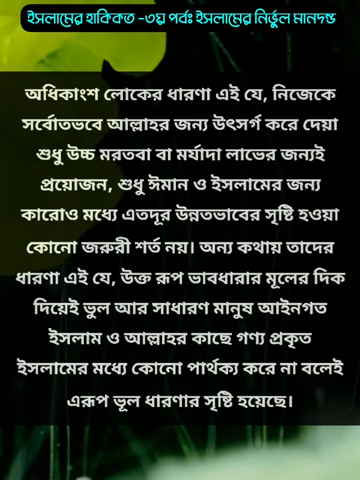 ইসলামের হাকিকত -৩য় পর্বঃ ইসলামের নির্ভুল মানদন্ড
অধিকাংশ লোকের ধারণা এই যে, নিজেকে
সর্বোতভবে আল্লাহর জন্য উৎসর্গ করে দেয়া
শুধু উচ্চ মরতবা বা মর্যাদা লাভের জন্যই
প্রয়োজন, শুধু ঈমান ও ইসলামের জন্য
কারোও মধ্যে এতদূর উন্নতভাবের সৃষ্টি হওয়া
কোনো জরুরী শর্ত নয়। অন্য কথায় তাদের
ধারণা এই যে, উক্ত রূপ ভাবধারার মূলের দিক
দিয়েই ভুল আর সাধারণ মানুষ আইনগত
ইসলাম ও আল্লাহর কাছে গণ্য প্রকৃত
ইসলামের মধ্যে কোনো পার্থক্য করে না বলেই
এরূপ ভূল ধারণার সৃষ্টি হয়েছে।